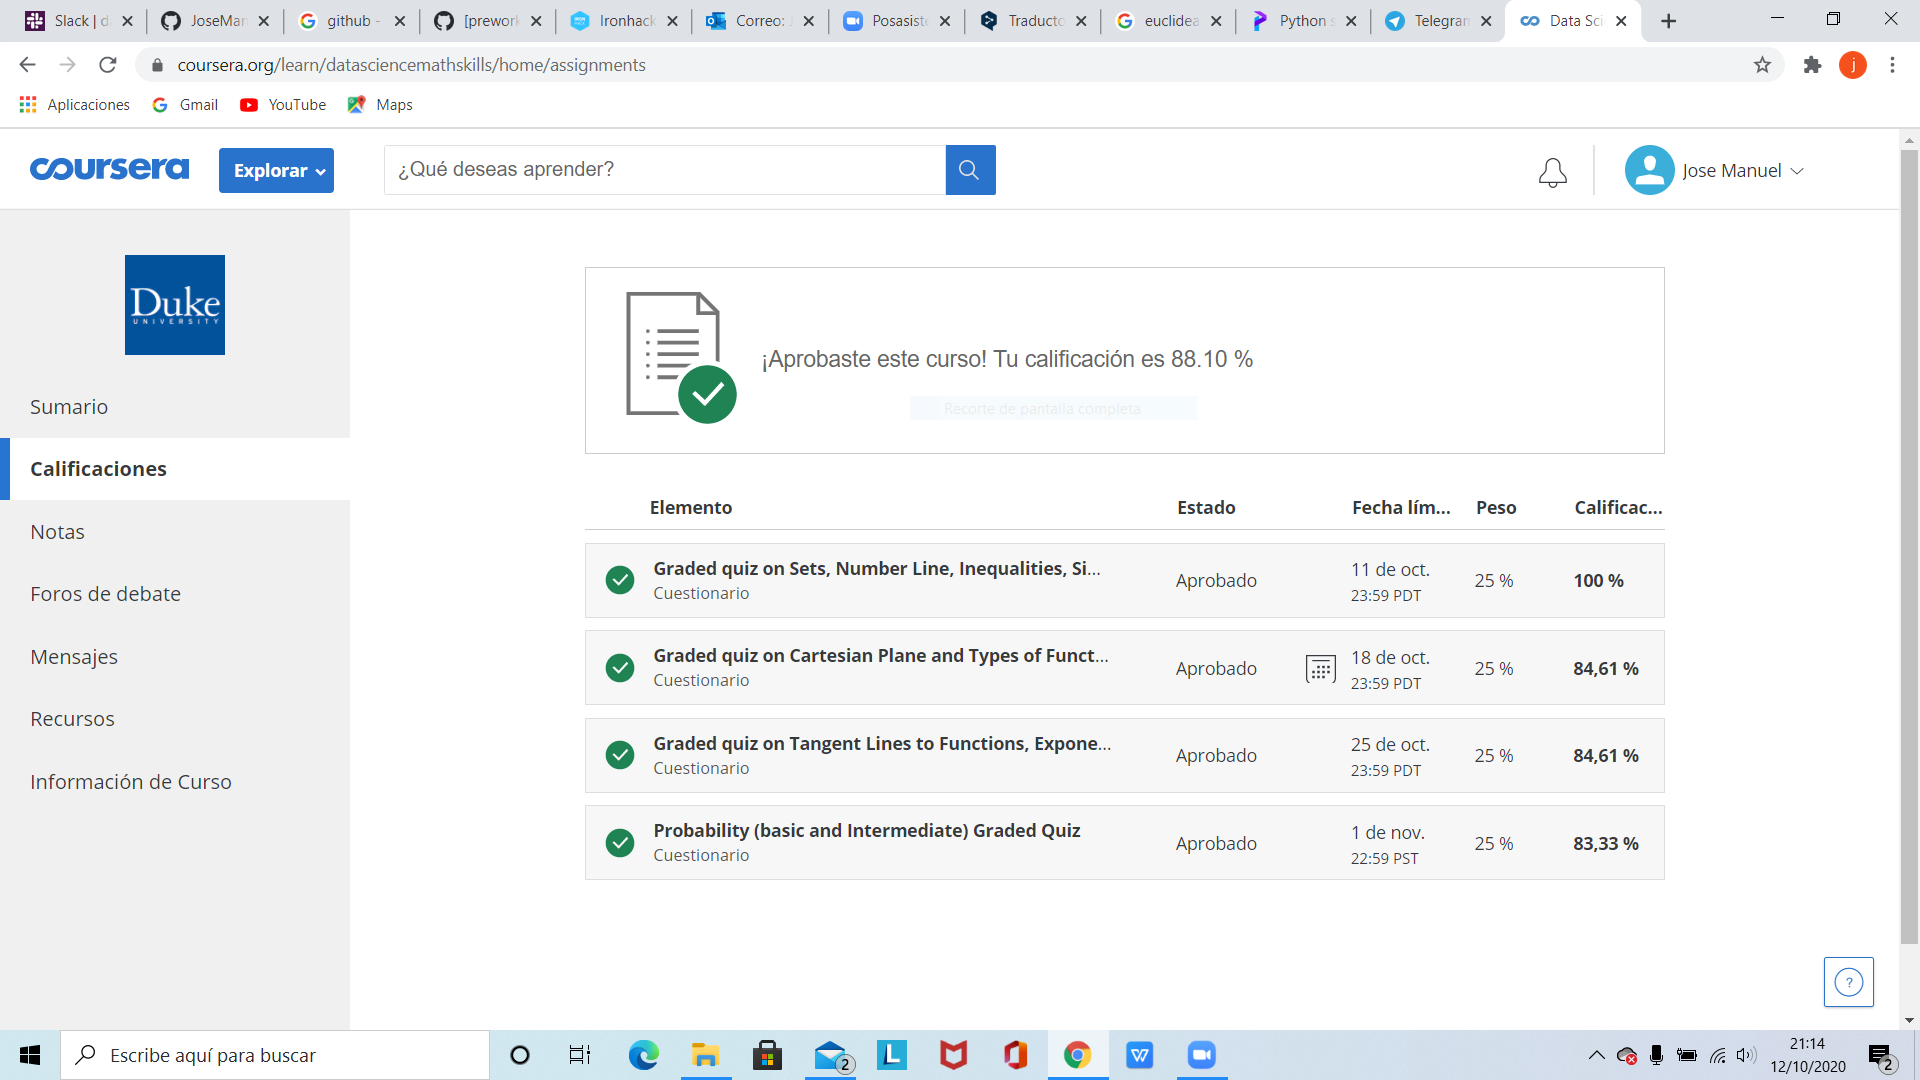 Slack | d
JoseMan
github -
[prework
Ironhack
Correo: J
Posasiste
Traducto
euclidea
Python s
Telegram
Data Sci
coursera.org/learn/datasciencemathskills/home/assignments
j
Aplicaciones
Gmail
YouTube
Maps
coursera
Explorar
¿Qué deseas aprender?
Jose Manuel
Duke
UNIVERSITY
Sumario
Calificaciones
Notas
Foros de debate
Mensajes
Recursos
Información de Curso
¡Aprobaste este curso! Tu calificación es 88.10 %
Recorte de pantalla completa
Elemento Estado Fecha lím... Peso Calificac...
Graded quiz on Sets, Number Line, Inequalities, Si...
Cuestionario
Aprobado
11 de oct.
23:59 PDT
25 %
100 %
Graded quiz on Cartesian Plane and Types of Funct...
Cuestionario
Aprobado
18 de oct.
23:59 PDT
25 %
84,61 %
Graded quiz on Tangent Lines to Functions, Expone...
Cuestionario
Aprobado
25 de oct.
23:59 PDT
25 %
84,61 %
Probability (basic and Intermediate) Graded Quiz
Cuestionario
Aprobado
1 de nov.
22:59 PST
25 %
83,33 %
?
Escribe aquí para buscar
2
L
W
21:14
12/10/2020
2